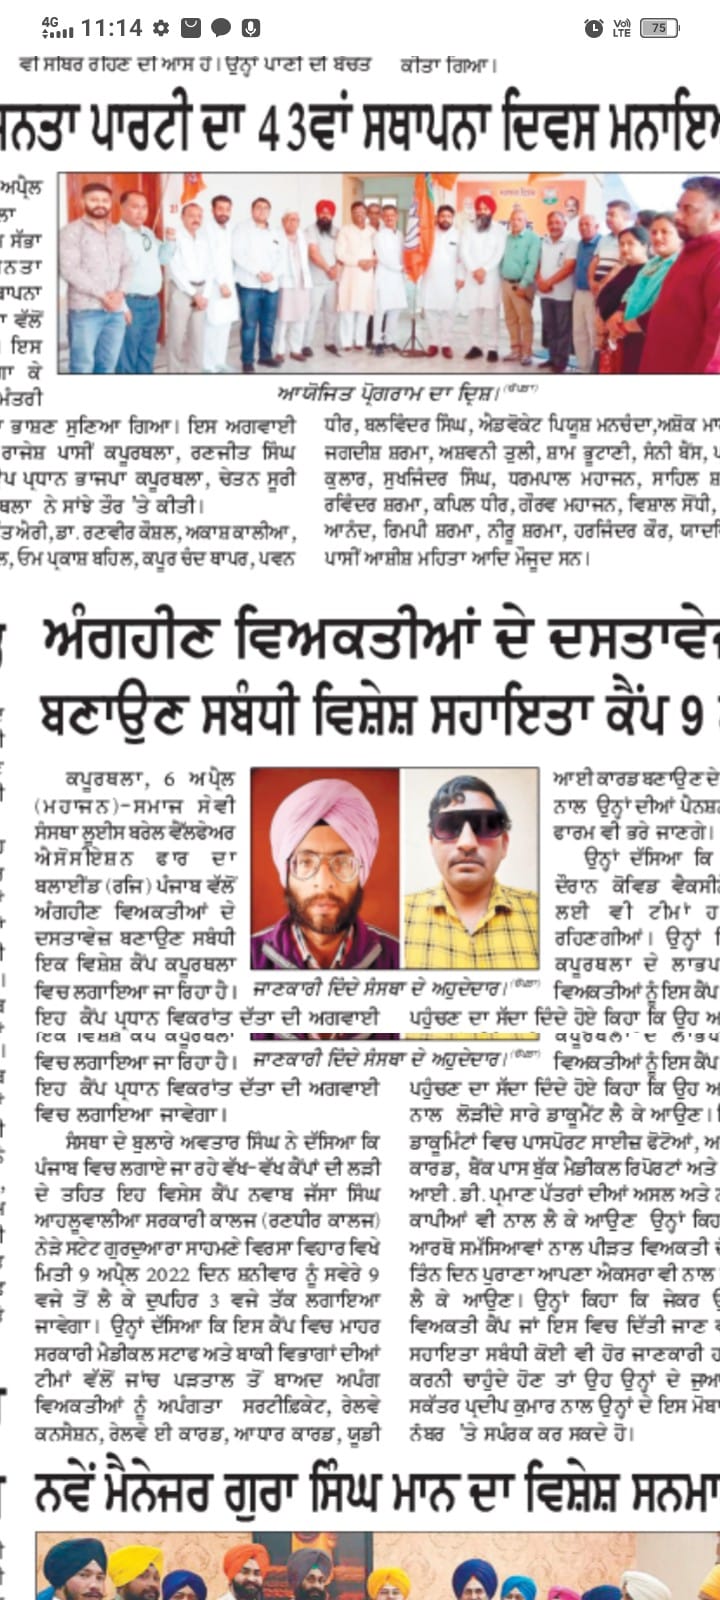 4G 11:14 Vol) LTE 75
ਵੀ ਸਥਿਰ ਰਹਿਣ ਦੀ ਆਸ ਹੈ। ਉਨ੍ਹਾਂ ਪਾਣੀ ਦੀ ਬੱਚਤ ਕੀਤਾ ਗਿਆ।
ਪਾਰਟੀ ਦਾ 43ਵਾਂ ਸਥਾਪਨਾ ਦਿਵਸ
ਅਪ੍ਰੈਲ
ਸੱਭਾ
ਵੱਲੋਂ
ਇਸ
ਕੇ
ਆਯੋਜਿਤ ਪ੍ਰੋਗਰਾਮ ਦਾ ਦ੍ਰਿਸ਼।
ਭਾਸ਼ਣ ਸੁਣਿਆ ਗਿਆ। ਇਸ ਅਗਵਾਈ
ਰਾਜੇਸ਼ ਪਾਸੀਂ ਕਪੂਰਥਲਾ, ਰਣਜੀਤ ਸਿੰਘ
ਪ੍ਰਧਾਨ ਭਾਜਪਾ ਕਪੂਰਥਲਾ, ਚੇਤਨ ਸੂਰੀ
ਨੇ ਸਾਂਝੇ ਤੌਰ 'ਤੇ ਕੀਤੀ।
ਐਰੀ, ਡਾ. ਰਣਵੀਰ ਕੌਸ਼ਲ, ਅਕਾਸ਼ ਕਾਲੀਆ,
ਓਮ ਪ੍ਰਕਾਸ਼ ਬਹਿਲ, ਕਪੂਰ ਚੰਦ ਥਾਪਰ, ਪਵਨ
ਧੀਰ, ਬਲਵਿੰਦਰ ਸਿੰਘ, ਐਡਵੋਕੇਟ ਪਿਯੂਸ਼ ਮਨਚੰਦਾ,ਅਸ਼ੋਕ
ਜਗਦੀਸ਼ ਸ਼ਰਮਾ, ਅਸ਼ਵਨੀ ਤੁਲੀ, ਸ਼ਾਮ ਭੂਟਾਣੀ, ਸੰਨੀ ਬੈਂਸ,
ਕੁਲਾਰ, ਸੁਖਜਿੰਦਰ ਸਿੰਘ, ਧਰਮਪਾਲ ਮਹਾਜਨ, ਸਾਹਿਲ
ਰਵਿੰਦਰ ਸ਼ਰਮਾ, ਕਪਿਲ ਧੀਰ, ਗੌਰਵ ਮਹਾਜਨ, ਵਿਸ਼ਾਲ ਸੋਂਧੀ,
ਆਨੰਦ, ਰਿਮਪੀ ਸ਼ਰਮਾ, ਨੀਰੂ ਸ਼ਰਮਾ, ਹਰਜਿੰਦਰ ਕੌਰ,
ਪਾਸੀਂ ਆਸ਼ੀਸ਼ ਮਹਿਤਾ ਆਦਿ ਮੌਜੂਦ ਸਨ।
ਅੰਗਹੀਣ ਵਿਅਕਤੀਆਂ ਦੇ ਦਸਤਾਵੇਜ਼
ਬਣਾਉਣ ਸਬੰਧੀ ਵਿਸ਼ੇਸ਼ ਸਹਾਇਤਾ ਕੈਂਪ 9
ਕਪੂਰਥਲਾ, 6 ਅਪ੍ਰੈਲ
(ਮਹਾਜਨ)-ਸਮਾਜ ਸੇਵੀ
ਸੰਸਥਾ ਲੂਈਸ ਬਰੇਲ ਵੈੱਲਫੇਅਰ
ਐਸੋਸਿਏਸ਼ਨ ਫਾਰ ਦਾ
ਬਲਾਈਂਡ (ਰਜਿ) ਪੰਜਾਬ ਵੱਲੋਂ
ਅੰਗਹੀਣ ਵਿਅਕਤੀਆਂ ਦੇ
ਦਸਤਾਵੇਜ਼ ਬਣਾਉਣ ਸਬੰਧੀ
ਇਕ ਵਿਸ਼ੇਸ਼ ਕੈਂਪ ਕਪੂਰਥਲਾ
ਵਿਚ ਲਗਾਇਆ ਜਾ ਰਿਹਾ ਹੈ।
ਇਹ ਕੈਂਪ ਪ੍ਰਧਾਨ ਵਿਕਰਾਂਤ ਦੱਤਾ ਦੀ ਅਗਵਾਈ
ਜਾਣਕਾਰੀ ਦਿੰਦੇ ਸੰਸਥਾ ਦੇ ਅਹੁਦੇਦਾਰ।
ਇਕ ਵਿਸ਼ੇਸ਼ ਕੈਂਪ ਕਪੂਰਥਲਾ
ਵਿਚ ਲਗਾਇਆ ਜਾ ਰਿਹਾ ਹੈ।
ਜਾਣਕਾਰੀ ਦਿੰਦੇ ਸੰਸਥਾ ਦੇ ਅਹੁਦੇਦਾਰ।
ਇਹ ਕੈਂਪ ਪ੍ਰਧਾਨ ਵਿਕਰਾਂਤ ਦੱਤਾ ਦੀ ਅਗਵਾਈ
ਵਿਚ ਲਗਾਇਆ ਜਾਵੇਗਾ।
ਸੰਸਥਾ ਦੇ ਬੁਲਾਰੇ ਅਵਤਾਰ ਸਿੰਘ ਨੇ ਦੱਸਿਆ ਕਿ
ਪੰਜਾਬ ਵਿਚ ਲਗਾਏ ਜਾ ਰਹੇ ਵੱਖ-ਵੱਖ ਕੈਂਪਾਂ ਦੀ ਲੜੀ
ਦੇ ਤਹਿਤ ਇਹ ਵਿਸੇਸ ਕੈਂਪ ਨਵਾਬ ਜੱਸਾ ਸਿੰਘ
ਆਹਲੂਵਾਲੀਆ ਸਰਕਾਰੀ ਕਾਲਜ (ਰਣਧੀਰ ਕਾਲਜ)
ਨੇੜੇ ਸਟੇਟ ਗੁਰਦੁਆਰਾ ਸਾਹਮਣੇ ਵਿਰਸਾ ਵਿਹਾਰ ਵਿਖੇ
ਮਿਤੀ 9 ਅਪ੍ਰੈਲ 2022 ਦਿਨ ਸ਼ਨੀਵਾਰ ਨੂੰ ਸਵੇਰੇ 9
ਵਜੇ ਤੋਂ ਲੈ ਕੇ ਦੁਪਹਿਰ 3 ਵਜੇ ਤੱਕ ਲਗਾਇਆ
ਜਾਵੇਗਾ। ਉਨ੍ਹਾਂ ਦੱਸਿਆ ਕਿ ਇਸ ਕੈਂਪ ਵਿਚ ਮਾਹਰ
ਸਰਕਾਰੀ ਮੈਡੀਕਲ ਸਟਾਫ ਅਤੇ ਬਾਕੀ ਵਿਭਾਗਾਂ ਦੀਆਂ
ਟੀਮਾਂ ਵੱਲੋਂ ਜਾਂਚ ਪੜਤਾਲ ਤੋਂ ਬਾਅਦ ਅਪੰਗ
ਵਿਅਕਤੀਆਂ ਨੂੰ ਅਪੰਗਤਾ ਸਰਟੀਫ਼ਿਕੇਟ, ਰੇਲਵੇ
ਕਨਸੈਸ਼ਨ, ਰੇਲਵੇ ਈ ਕਾਰਡ, ਆਧਾਰ ਕਾਰਡ, ਯੂਡੀ
ਆਈ ਕਾਰਡ ਬਣਾਉਣ ਦੇ
ਨਾਲ ਉਨ੍ਹਾਂ ਦੀਆਂ ਪੈਨਸ਼ਨ
ਫਾਰਮ ਵੀ ਭਰੇ ਜਾਣਗੇ।
ਉਨ੍ਹਾਂ ਦੱਸਿਆ ਕਿ
ਦੌਰਾਨ ਕੋਵਿਡ
ਲਈ ਵੀ ਟੀਮਾਂ
ਰਹਿਣਗੀਆਂ। ਉਨ੍ਹਾਂ
ਕਪੂਰਥਲਾ ਦੇ
ਵਿਅਕਤੀਆਂ ਨੂੰ ਇਸ ਕੈਂਪ
ਪਹੁੰਚਣ ਦਾ ਸੱਦਾ ਦਿੰਦੇ ਹੋਏ ਕਿਹਾ ਕਿ ਉਹ
ਕਪੂਰਥਲਾ ਦੇ
ਵਿਅਕਤੀਆਂ ਨੂੰ ਇਸ ਕੈਂਪ
ਪਹੁੰਚਣ ਦਾ ਸੱਦਾ ਦਿੰਦੇ ਹੋਏ ਕਿਹਾ ਕਿ ਉਹ
ਨਾਲ ਲੋੜੀਂਦੇ ਸਾਰੇ ਡਾਕੂਮੈਂਟ ਲੈ ਕੇ ਆਉਣ।
ਡਾਕੂਮਿੰਟਾਂ ਵਿਚ ਪਾਸਪੋਰਟ ਸਾਈਜ਼ ਫੋਟੋਆਂ,
ਕਾਰਡ, ਬੈਂਕ ਪਾਸ ਬੁੱਕ ਮੈਡੀਕਲ ਰਿਪੋਰਟਾਂ ਅਤੇ
ਆਈ.ਡੀ.ਪ੍ਰਮਾਣ ਪੱਤਰਾਂ ਦੀਆਂ ਅਸਲ ਅਤੇ
ਕਾਪੀਆਂ ਵੀ ਨਾਲ ਲੈ ਕੇ ਆਉਣ ਉਨ੍ਹਾਂ ਕਿਹਾ
ਆਰਥੋ ਸਮੱਸਿਆਵਾਂ ਨਾਲ ਪੀੜਤ ਵਿਅਕਤੀ
ਤਿੰਨ ਦਿਨ ਪੁਰਾਣਾ ਆਪਣਾ ਐਕਸਰਾ ਵੀ ਨਾਲ
ਲੈ ਕੇ ਆਉਣ। ਉਨ੍ਹਾਂ ਕਿਹਾ ਕਿ ਜੇਕਰ
ਵਿਅਕਤੀ ਕੈਂਪ ਜਾਂ ਇਸ ਵਿਚ ਦਿੱਤੀ ਜਾਣ
ਸਹਾਇਤਾ ਸਬੰਧੀ ਕੋਈ ਵੀ ਹੋਰ ਜਾਣਕਾਰੀ
ਕਰਨੀ ਚਾਹੁੰਦੇ ਹੋਣ ਤਾਂ ਉਹ ਉਨ੍ਹਾਂ ਦੇ
ਸਕੱਤਰ ਪ੍ਰਦੀਪ ਕੁਮਾਰ ਨਾਲ ਉਨ੍ਹਾਂ ਦੇ ਇਸ
ਨੰਬਰ 'ਤੇ ਸਪੰਰਕ ਕਰ ਸਕਦੇ ਹੋ।
ਨਵੇਂ ਮੈਨੇਜਰ ਗੁਰਾ ਸਿੰਘ ਮਾਨ ਦਾ ਵਿਸ਼ੇਸ਼